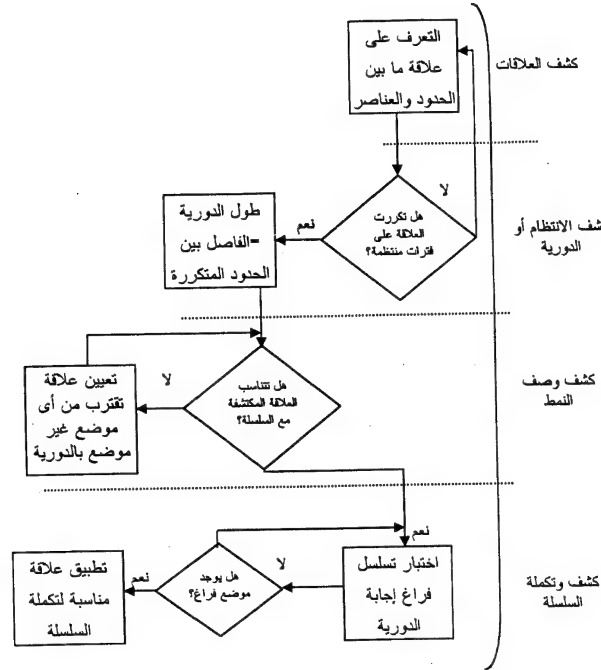 التعرف على
علاقة ما بين
الحدود والعناصر
كشف العلاقات
لا
هل تكررت
العلاقة على
فترات منتظمة؟
نعم
طول الدورية
=الفاصل بين
الحدود المتكررة
شف الانتظام أو
الدورية
هل تتناسب
العلاقة المكتشفة
مع السلسلة؟
لا
تعيين علاقة
تقترب من أى
موضع غير
موضع بالدورية
كشف وصف
النمط
نعم
اختبار تسلسل
فراغ إجابة
الدورية
لا
هل يوجد
موضع فراغ؟
نعم
تطبيق علاقة
مناسبة لتكملة
السلسلة
كشف وتكملة
السلسلة